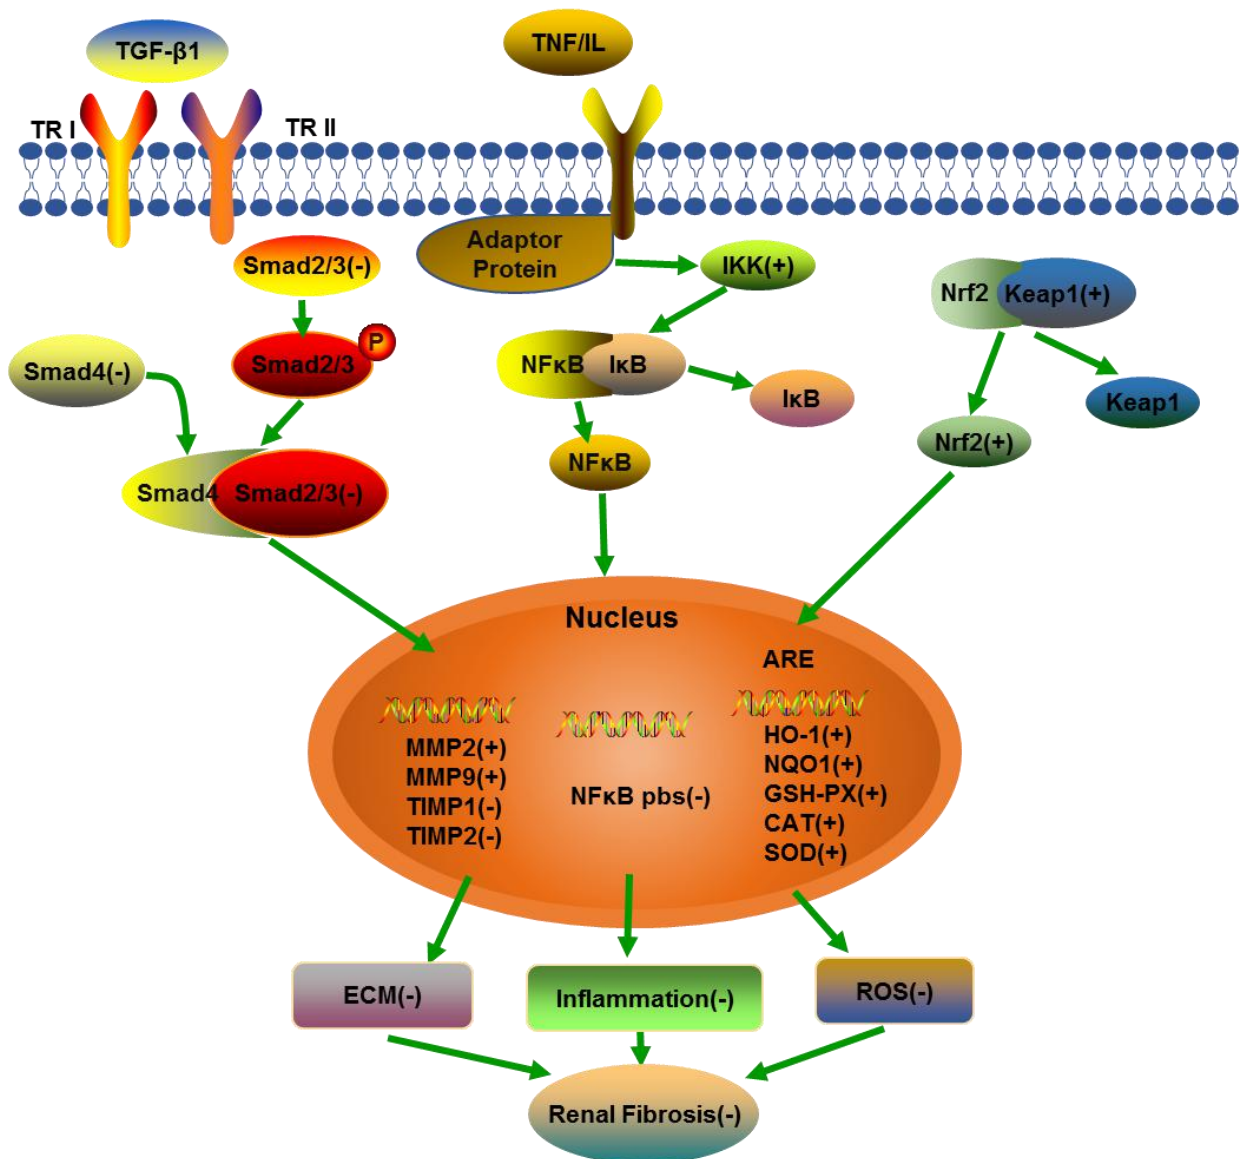 TGF-β1
TNF/IL
TR I
TR II
Adaptor
Protein
Smad2/3(-)
IKK(+)
Nrf2
Keap1(+)
P
Smad2/3
Smad4(-)
NFκB
IκB
IκB
Keap1
Nrf2(+)
NFκB
Smad4
Smad2/3(-)
Nucleus
ARE
MMP2(+)
MMP9(+)
TIMP1(-)
TIMP2(-)
NFκB pbs(-)
HO-1(+)
NQO1(+)
GSH-PX(+)
CAT(+)
SOD(+)
ECM(-)
Inflammation(-)
ROS(-)
Renal Fibrosis(-)